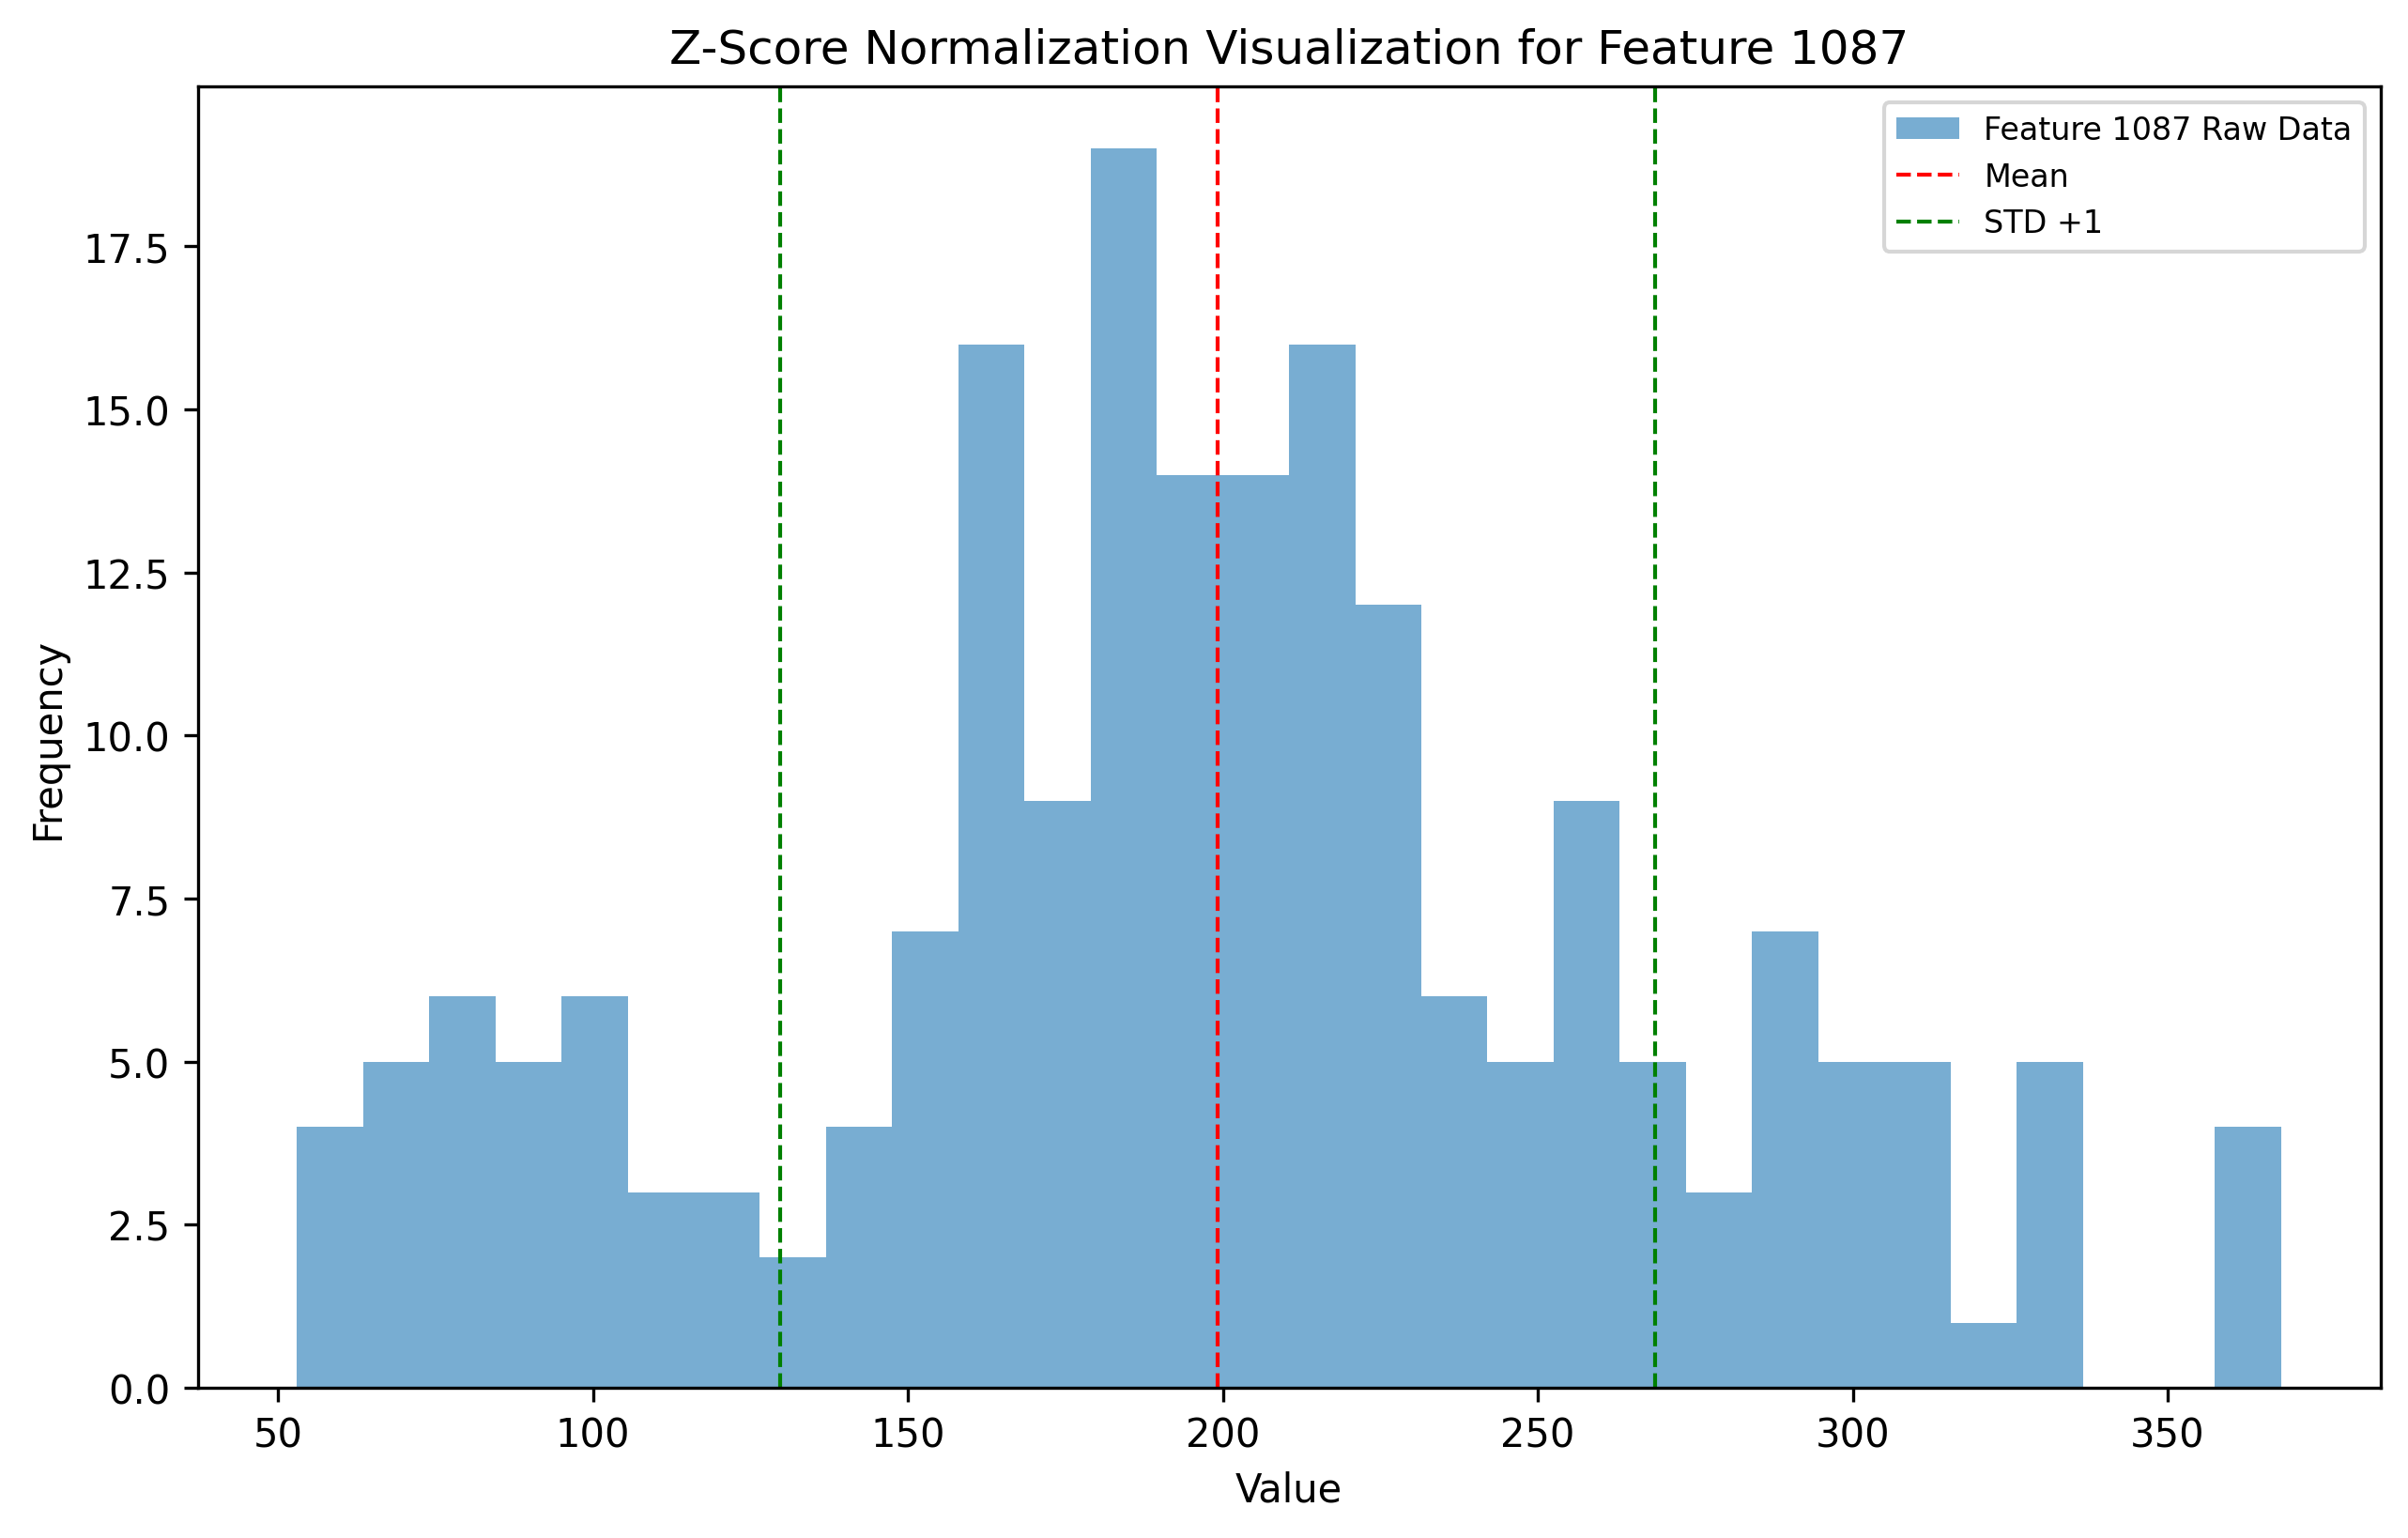 Z-Score Normalization Visualization for Feature 1087
Feature 1087 Raw Data
Mean
STD +1
17.5
15.0
12.5
10.0
7.5
5.0
2.5
0.0
Frequency
50 100 150 200 250 300 350
Value